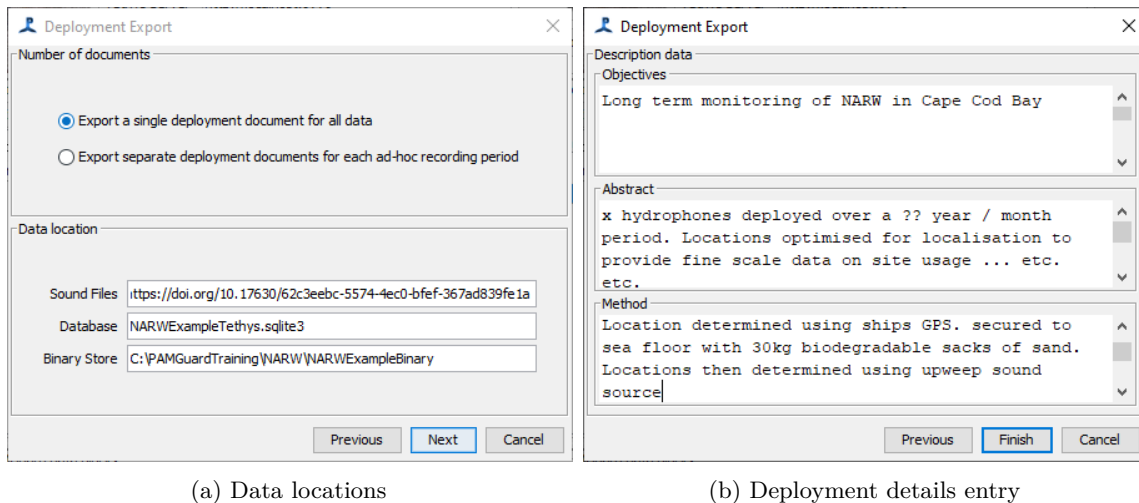 Deployment Export
Number of documents
Export a single deployment document for all data
Export separate deployment documents for each ad-hoc recording period
Data location
Sound Files ttps://doi.org/10.17630/62c3eebc-5574-4ec0-bfef-367ad839fe1a
Database NARWExampleTethys.sqlite3
Binary Store C:\PAMGuardTraining\NARW\NARWExampleBinary
Previous Next Cancel
(a) Data locations
Deployment Export
Description data
Objectives
Long term monitoring of NARW in Cape Cod Bay
Abstract
x hydrophones deployed over a ?? year / month
period. Locations optimised for localisation to
provide fine scale data on site usage ... etc.
etc.
Method
Location determined using ships GPS. secured to
sea floor with 30kg biodegradable sacks of sand.
Locations then determined using upweep sound
source
Previous Finish Cancel
(b) Deployment details entry